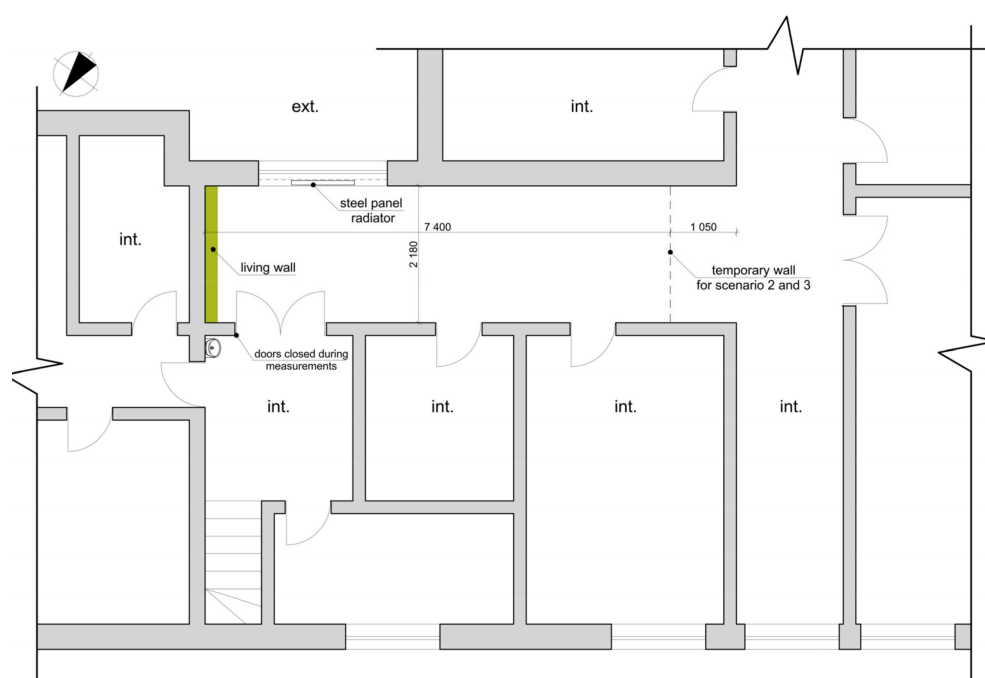 ext.
int.
steel panel
radiator
7 400
1 050
2 180
int.
living wall
temporary wall
for scenario 2 and 3
doors closed during
measurements
int.
int.
int.
int.